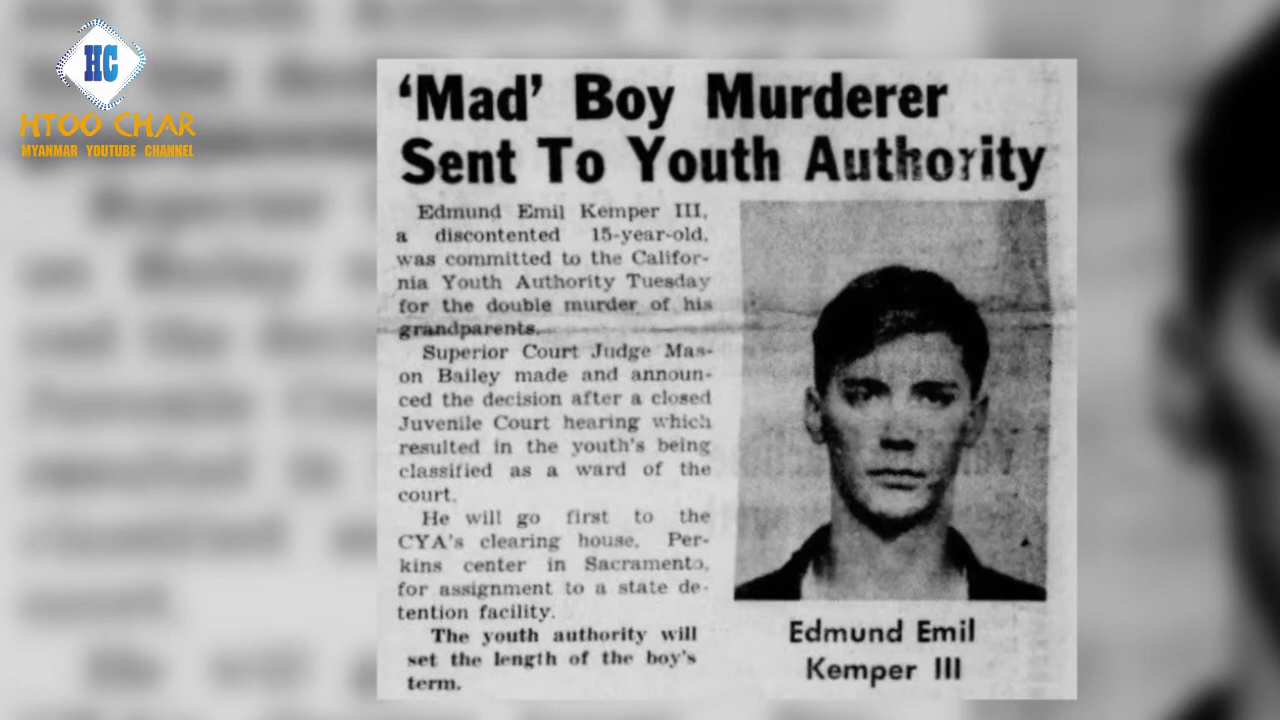 HC
HTOO CHAR
MYANMAR YOUTUBE CHANNEL
‘Mad’ Boy Murderer
Sent To Youth Authority
Edmund Emil Kemper III,
a discontented 15-year-old,
was committed to the Califor-
nia Youth Authority Tuesday
for the double murder of his
grandparents.
Superior Court Judge Mas-
on Bailey made and announ-
ced the decision after a closed
Juvenile Court hearing which
resulted in the youth's being
classified as a ward of the
court.
He will go first to the
CYA's clearing house, Per-
kins center in Sacramento,
for assignment to a state de-
tention facility.
The youth authority will
set the length of the boy's
term.
Edmund Emil
Kemper III